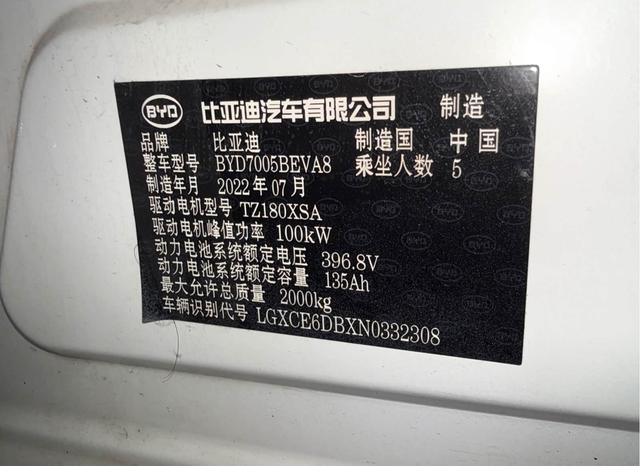 BYD 比亚迪汽车有限公司 制造
品牌 比亚迪 制造国 中国
整车型号 BYD7005BEVA8 乘坐人数 5
制造年月 2022年07月
驱动电机型号 TZ180XSA
驱动电机峰值功率 100kW
动力电池系统额定电压 396.8V
动力电池系统额定容量 135Ah
最大允许总质量 2000kg
车辆识别代号 LGXCE6DBXN0332308